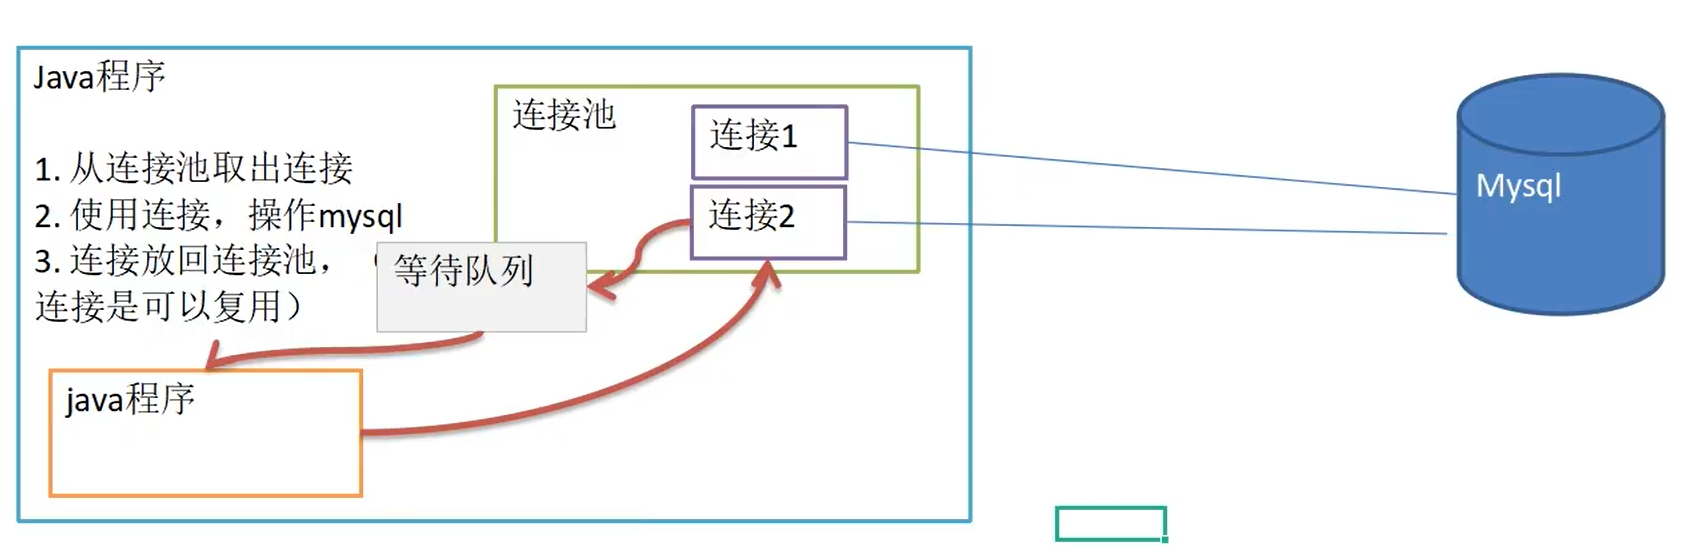 Java程序
1. 从连接池取出连接
2. 使用连接，操作mysql
3. 连接放回连接池，（
连接是可以复用）
连接池
连接1
连接2
等待队列
java程序
Mysql